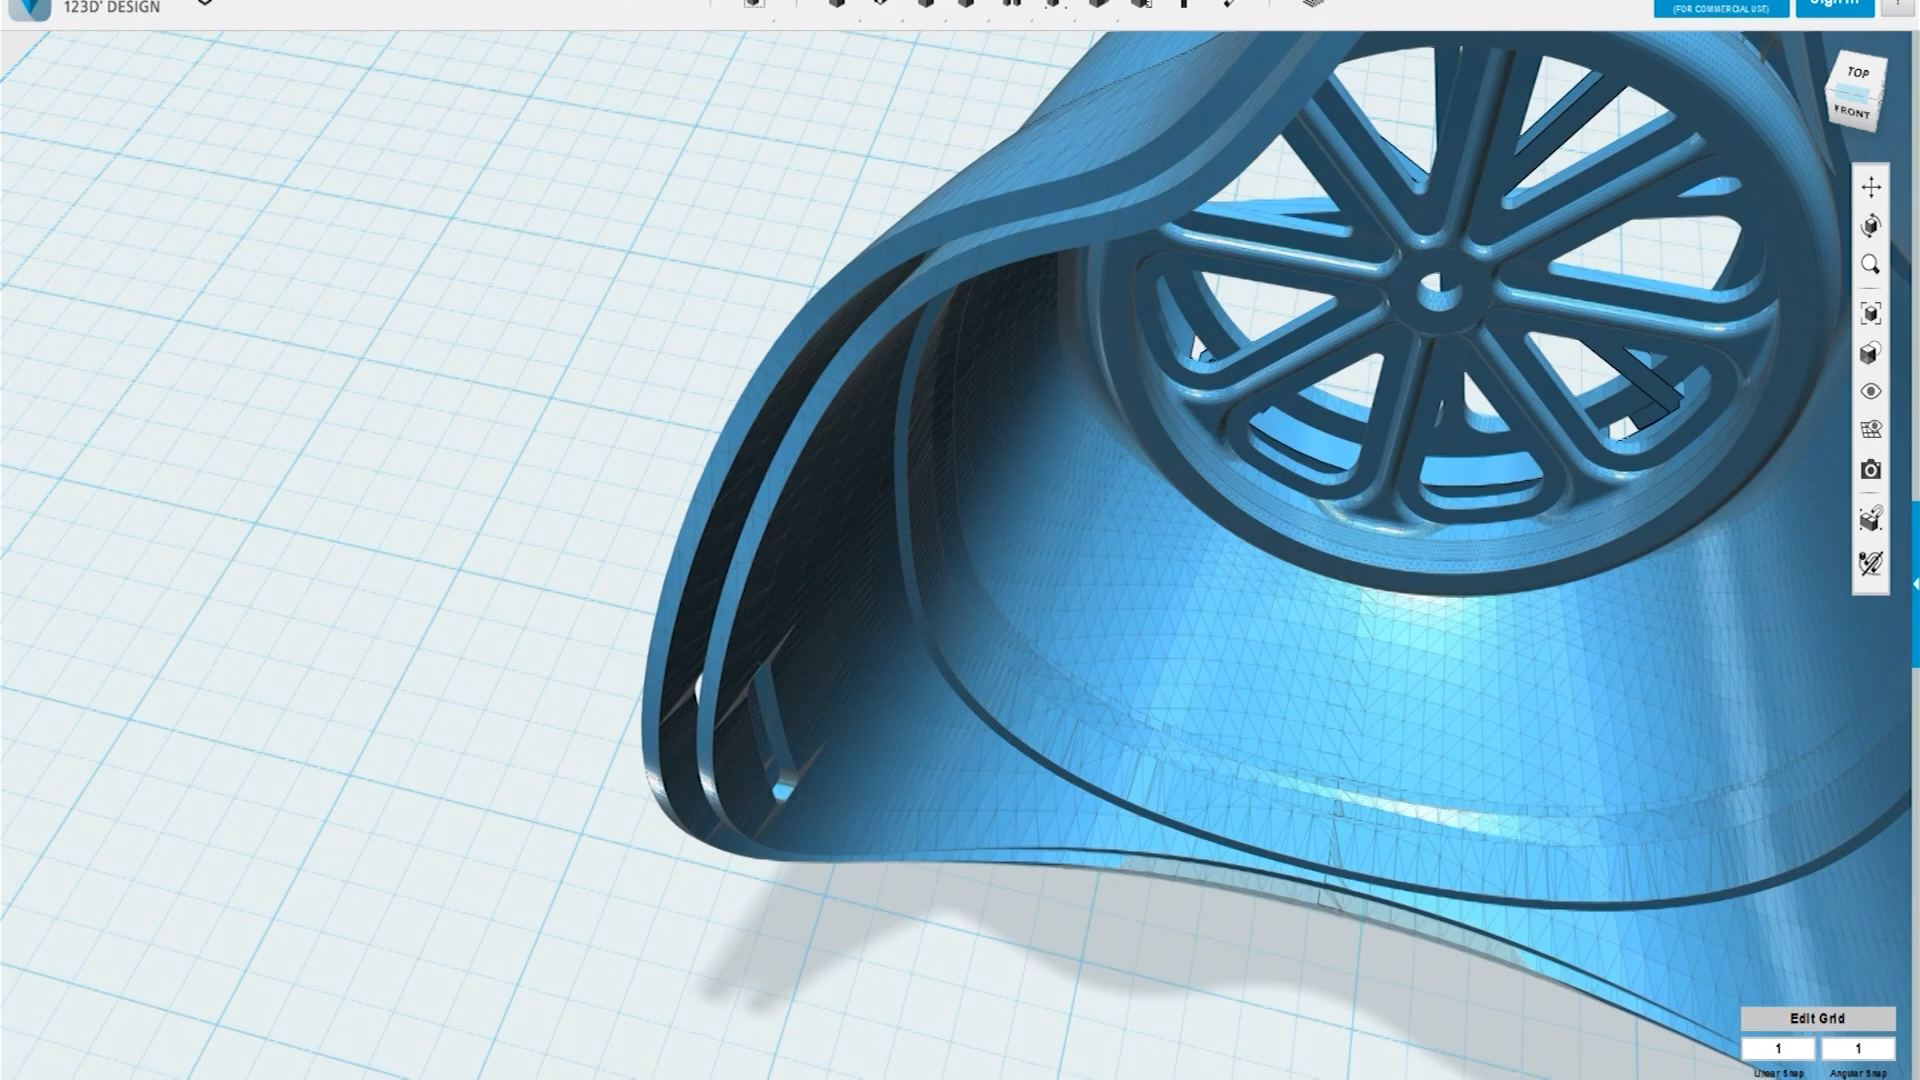 123D® DESIGN
(FOR COMMERCIAL USE)
Sign In
TOP
FRONT
Edit Grid
1
1
Linear Snap
Angular Snap